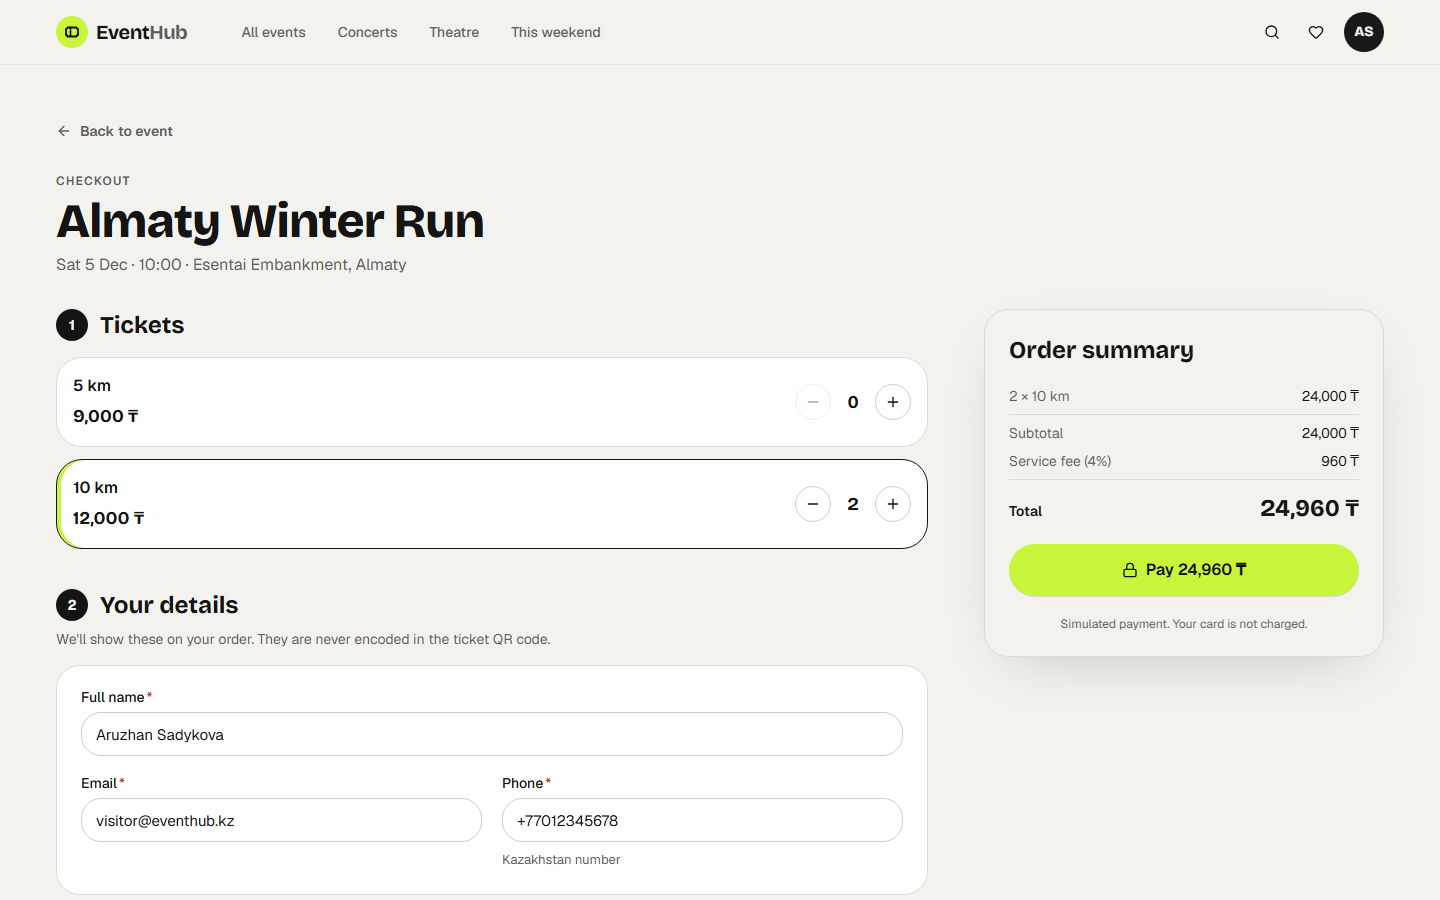 EventHub
All events
Concerts
Theatre
This weekend
AS
Back to event
CHECKOUT
Almaty Winter Run
Sat 5 Dec · 10:00 · Esentai Embankment, Almaty
1 Tickets
5 km
9,000 ₸
− 0 +
10 km
12,000 ₸
− 2 +
2 Your details
We'll show these on your order. They are never encoded in the ticket QR code.
Full name *
Aruzhan Sadykova
Email *
visitor@eventhub.kz
Phone *
+77012345678
Kazakhstan number
Order summary
2 × 10 km 24,000 ₸
Subtotal 24,000 ₸
Service fee (4%) 960 ₸
Total 24,960 ₸
Pay 24,960 ₸
Simulated payment. Your card is not charged.